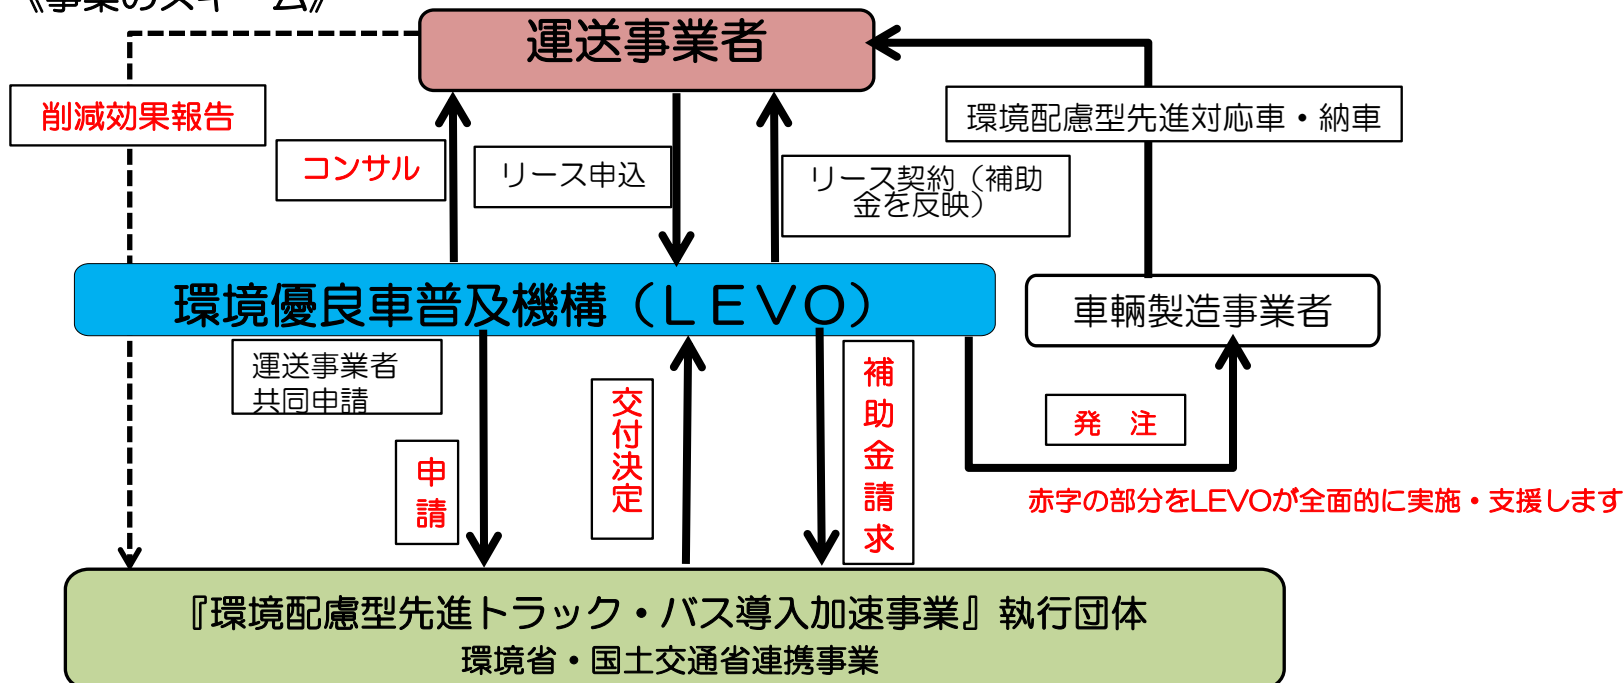 《事業のスキーム》
運送事業者
削減効果報告
コンサル
リース申込
リース契約（補助
金を反映）
環境配慮型先進対応車・納車
環境優良車普及機構（ＬＥＶＯ）
車輌製造事業者
運送事業者
共同申請
申請
交付決定
補助金請求
発　注
赤字の部分をLEVOが全面的に実施・支援します
『環境配慮型先進トラック・バス導入加速事業』執行団体
環境省・国土交通省連携事業